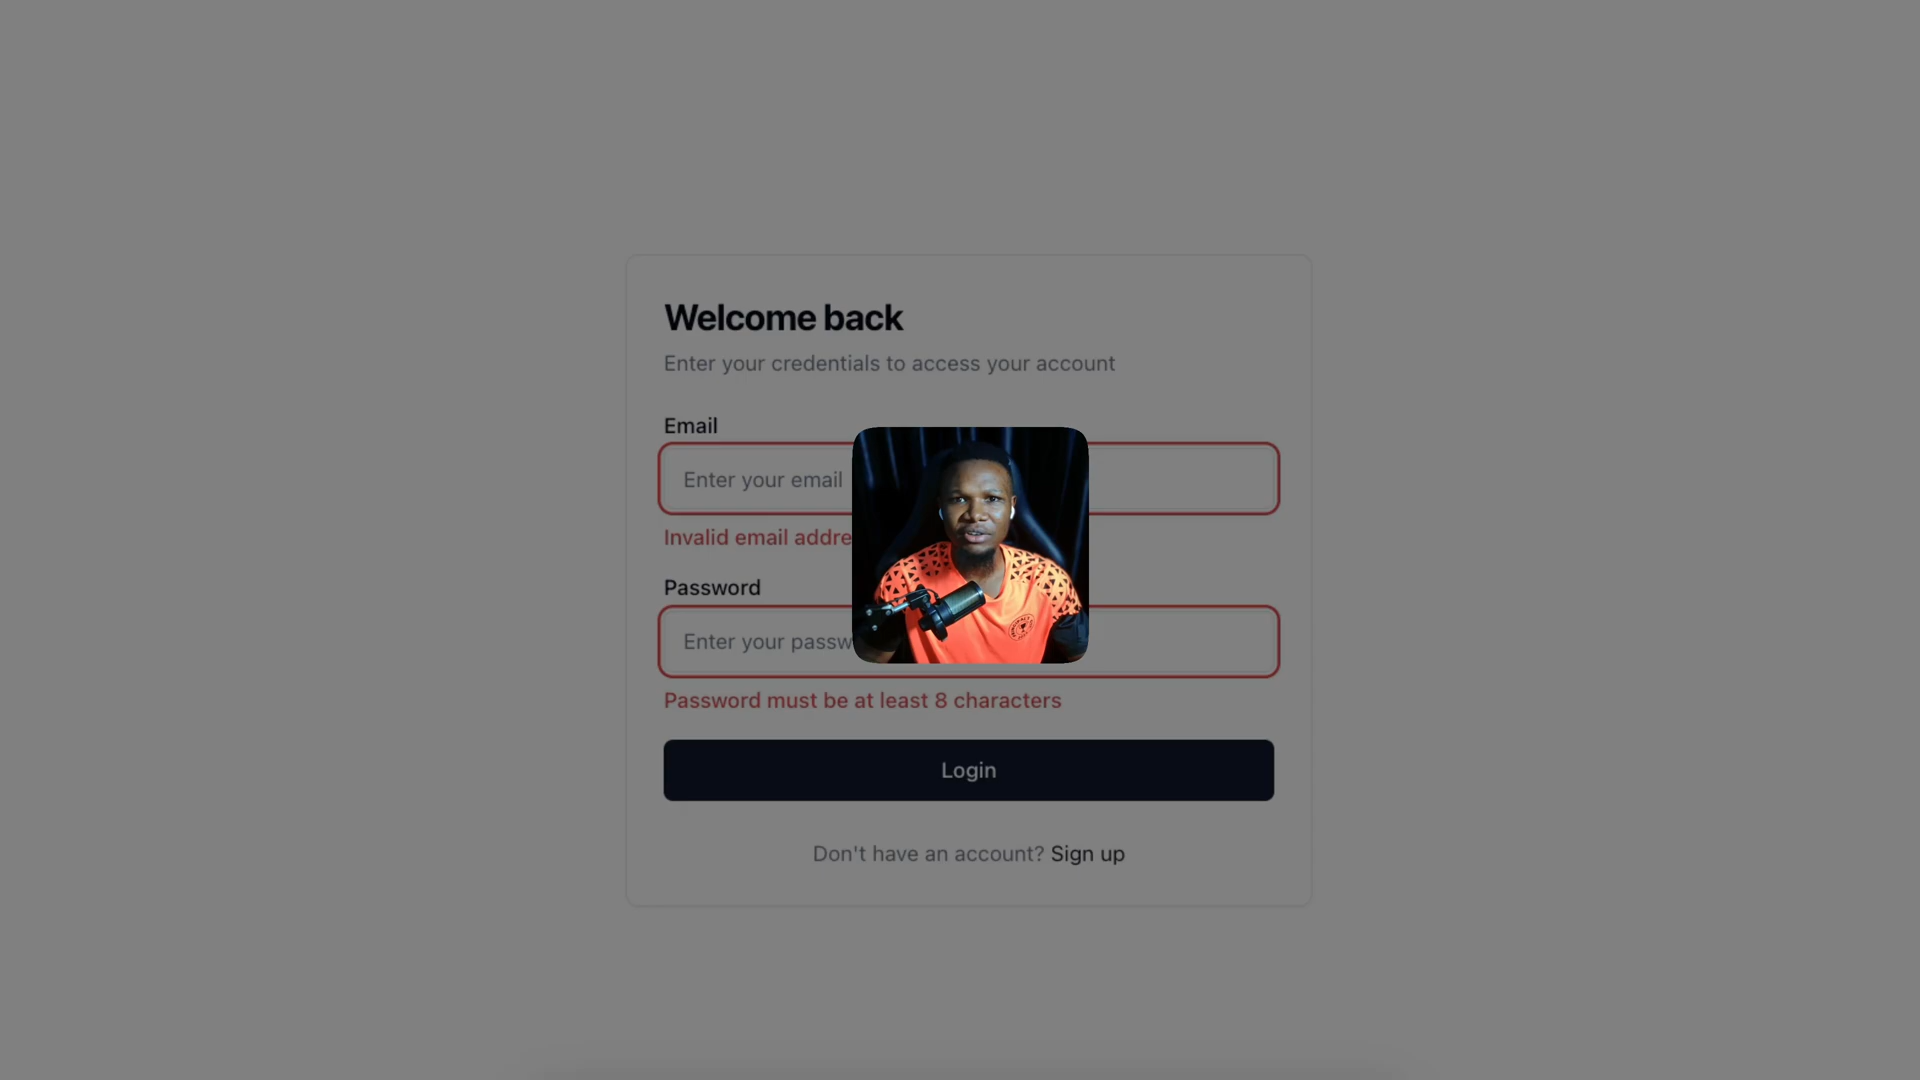 Welcome back
Enter your credentials to access your account
Email
Enter your email
Invalid email addre
Password
Enter your passw
Password must be at least 8 characters
Login
Don't have an account? Sign up